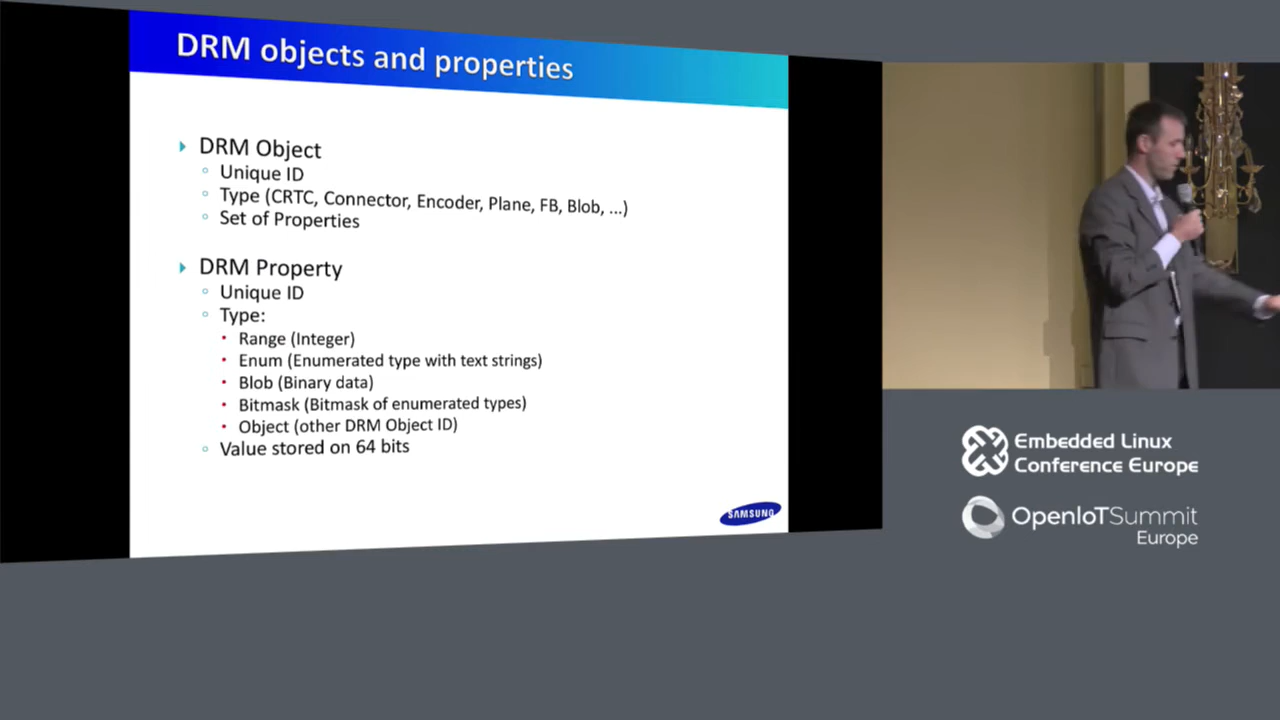 DRM objects and properties
DRM Object
Unique ID
Type (CRTC, Connector, Encoder, Plane, FB, Blob, ...)
Set of Properties
DRM Property
Unique ID
Type:
Range (Integer)
Enum (Enumerated type with text strings)
Blob (Binary data)
Bitmask (Bitmask of enumerated types)
Object (other DRM Object ID)
Value stored on 64 bits
SAMSUNG
Embedded Linux
Conference Europe
OpenIoTSummit
Europe